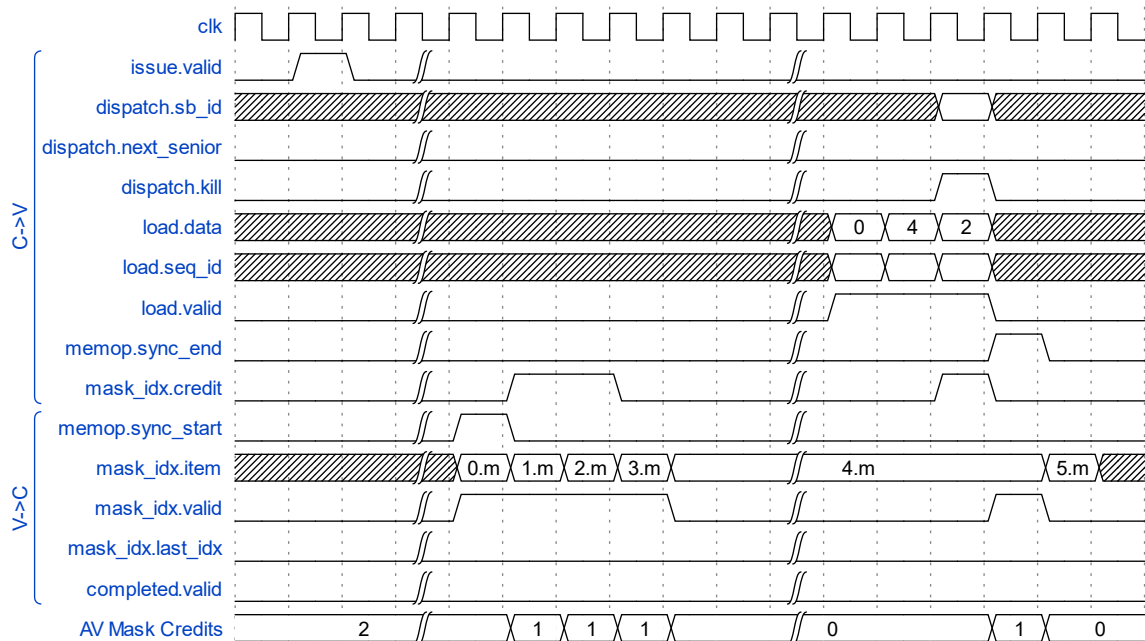 clk
C->V
issue.valid
dispatch.sb_id
dispatch.next_senior
dispatch.kill
load.data 0 4 2
load.seq_id
load.valid
memop.sync_end
mask_idx.credit
V->C
memop.sync_start
mask_idx.item 0.m 1.m 2.m 3.m 4.m 5.m
mask_idx.valid
mask_idx.last_idx
completed.valid
AV Mask Credits 2 1 1 1 0 1 0